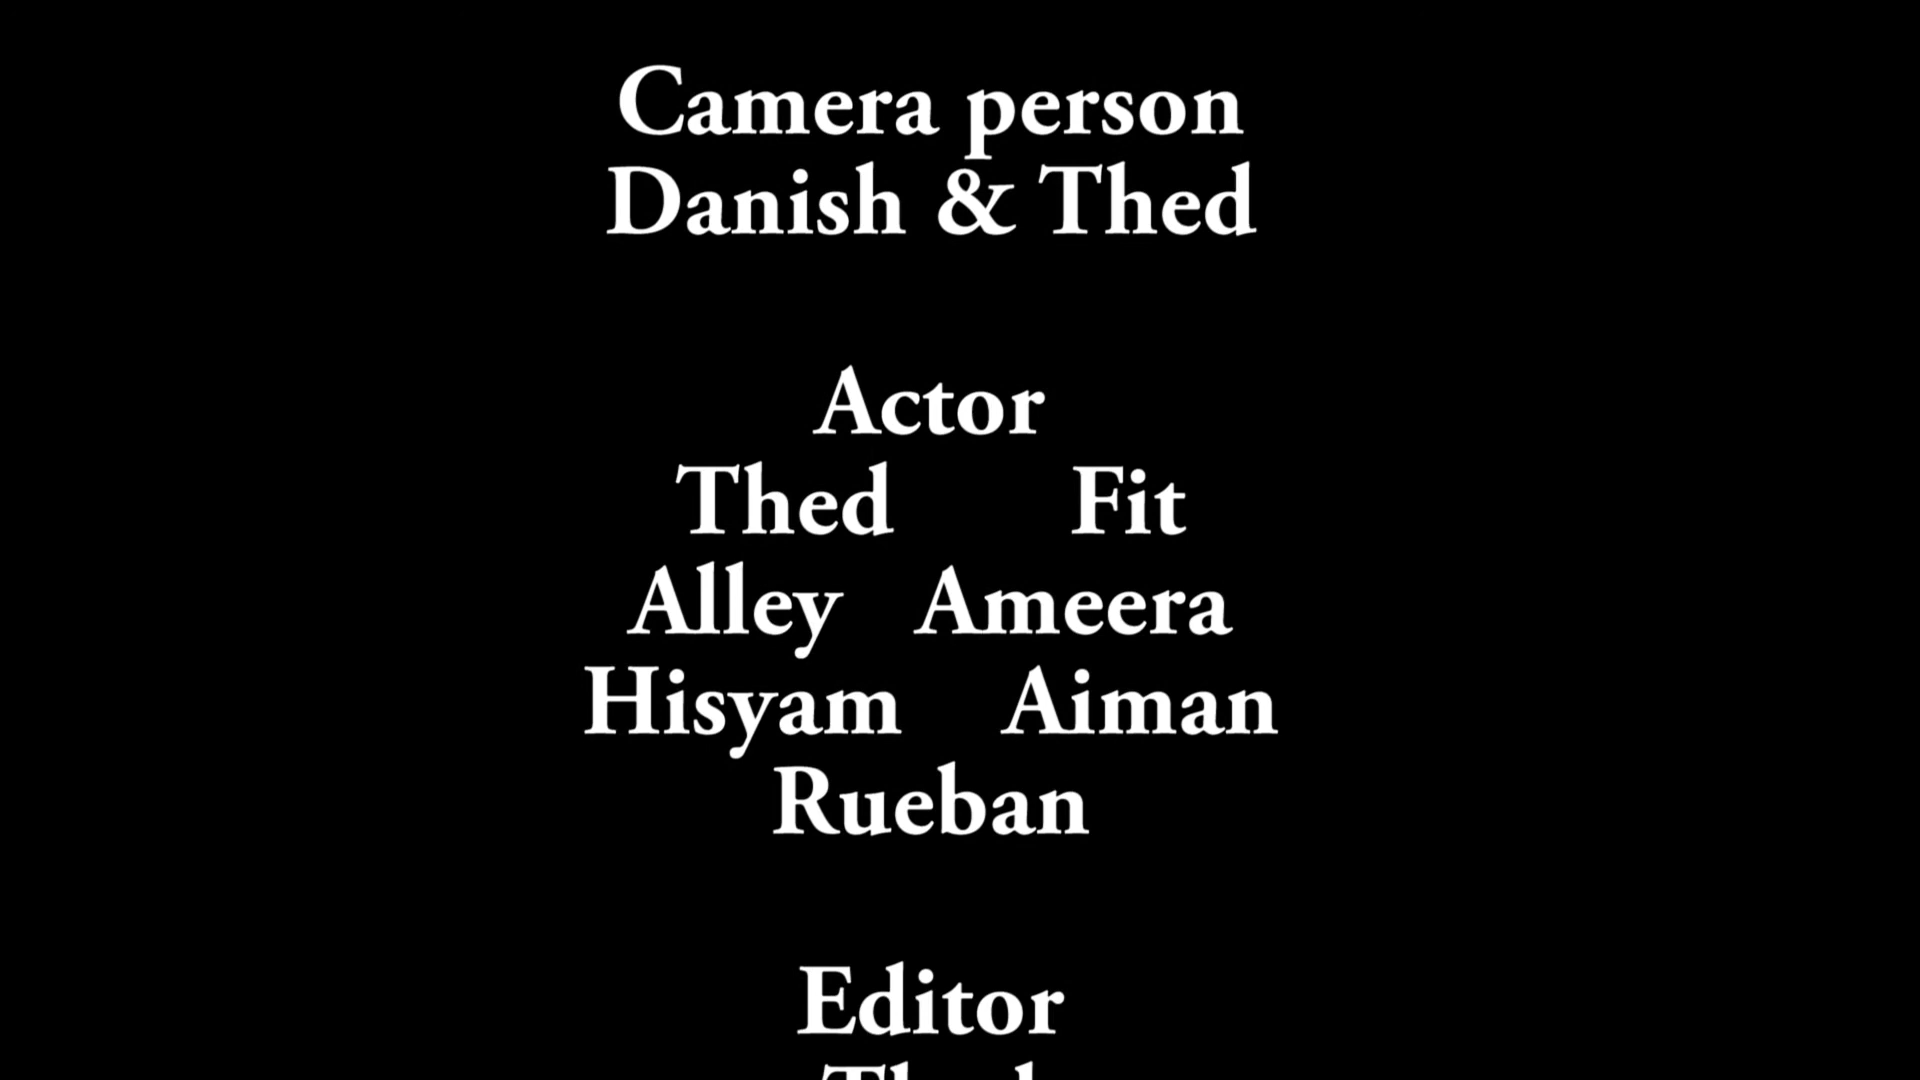 Camera person
Danish & Thed
Actor
Thed Fit
Alley Ameera
Hisyam Aiman
Rueban
Editor